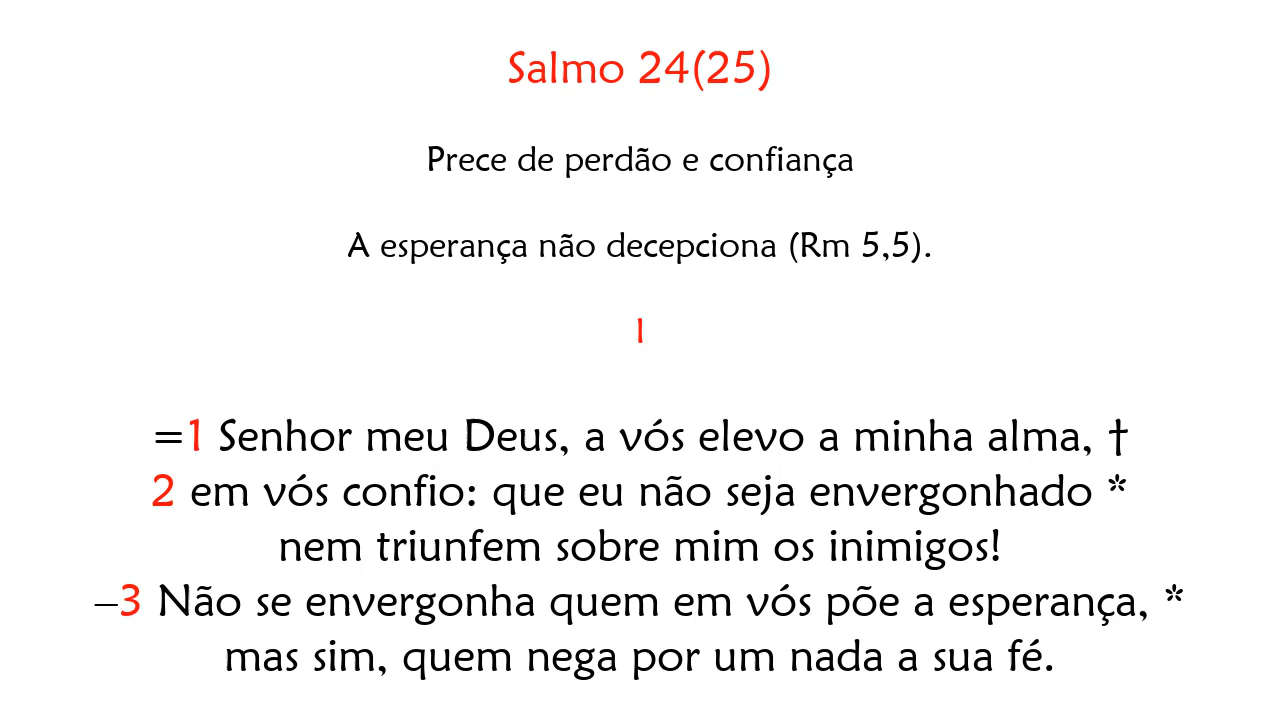 Salmo 24(25)
Prece de perdão e confiança
A esperança não decepciona (Rm 5,5).
I
=1 Senhor meu Deus, a vós elevo a minha alma, †
2 em vós confio: que eu não seja envergonhado *
nem triunfem sobre mim os inimigos!
–3 Não se envergonha quem em vós põe a esperança, *
mas sim, quem nega por um nada a sua fé.